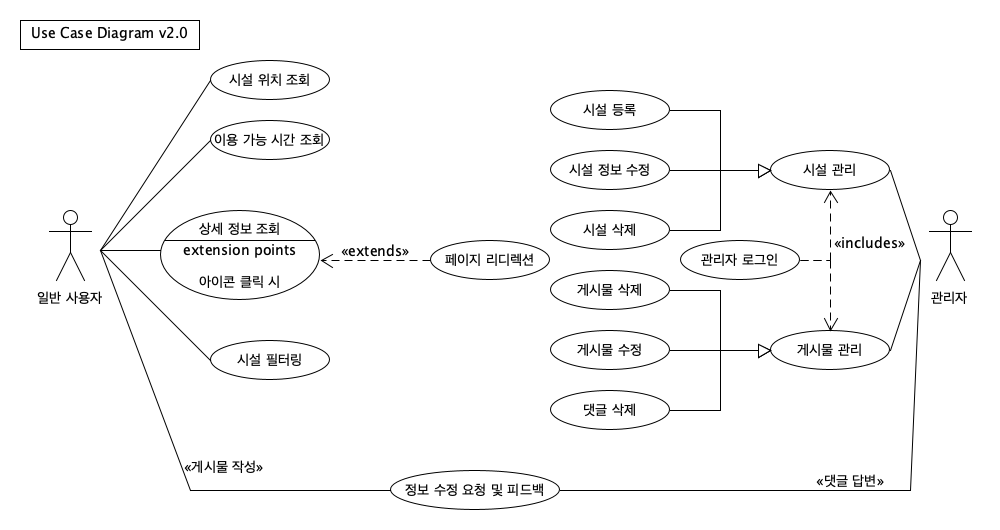 Use Case Diagram v2.0
시설 위치 조회
이용 가능 시간 조회
상세 정보 조회
extension points
아이콘 클릭 시
«extends»
페이지 리디렉션
시설 필터링
일반 사용자
시설 등록
시설 정보 수정
시설 삭제
시설 관리
관리자 로그인
«includes»
관리자
게시물 삭제
게시물 수정
게시물 관리
댓글 삭제
«게시물 작성»
정보 수정 요청 및 피드백
«댓글 답변»